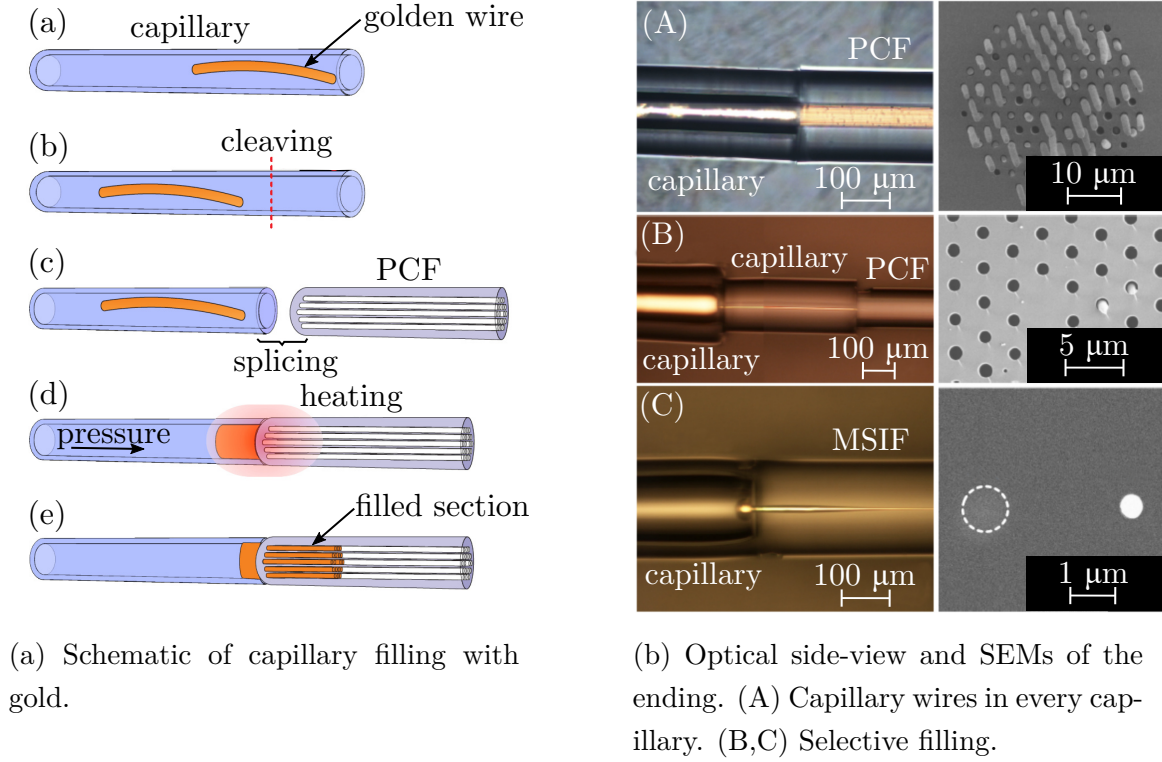 (a)
capillary
golden wire
(b)
cleaving
(c)
PCF
splicing
(d)
heating
pressure
(e)
filled section
(a) Schematic of capillary filling with
gold.
(A)
PCF
capillary
100 μm
10 μm
(B)
capillary
PCF
capillary
100 μm
5 μm
(C)
MSIF
capillary
100 μm
1 μm
(b) Optical side-view and SEMs of the
ending. (A) Capillary wires in every cap-
illary. (B,C) Selective filling.